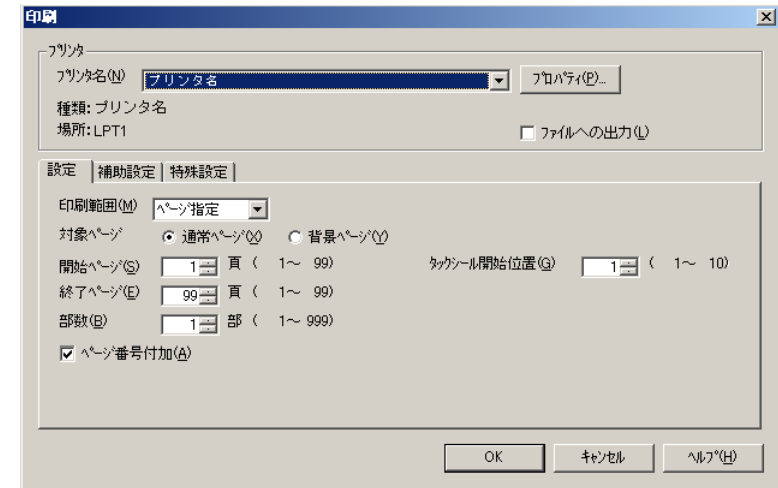 印刷
プリンタ
プリンタ名(N) プリンタ名 プロパティ(P)...
種類: プリンタ名
場所: LPT1 ファイルへの出力(L)
設定 補助設定 特殊設定
印刷範囲(M) ページ指定
対象ページ 通常ページ(X) 背景ページ(Y)
開始ページ(S) 1 頁 ( 1～ 99) タックシール開始位置(G) 1 ( 1～ 10)
終了ページ(E) 99 頁 ( 1～ 99)
部数(B) 1 部 ( 1～ 999)
ページ番号付加(A)
OK キャンセル ヘルプ(H)